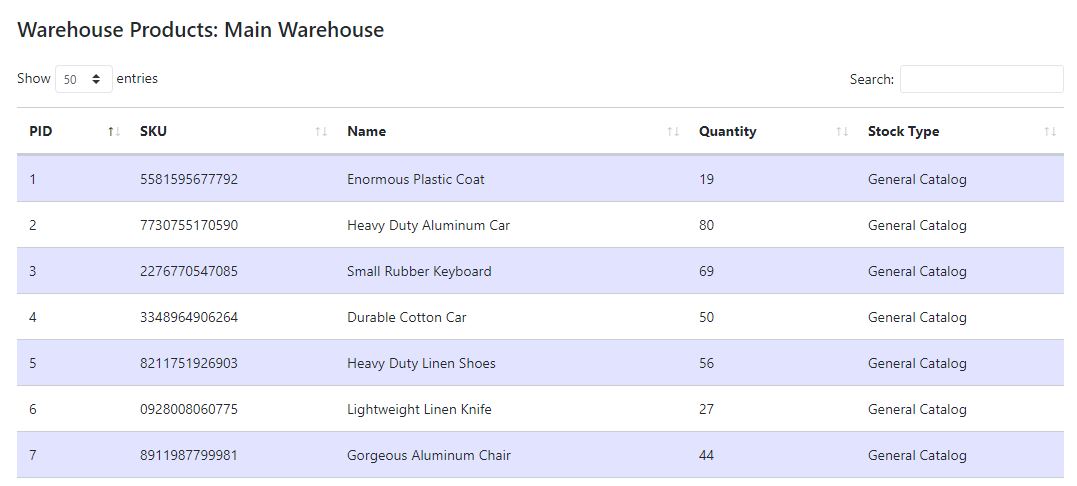 Warehouse Products: Main Warehouse
Show 50 entries Search:
PID SKU Name Quantity Stock Type
1 5581595677792 Enormous Plastic Coat 19 General Catalog
2 7730755170590 Heavy Duty Aluminum Car 80 General Catalog
3 2276770547085 Small Rubber Keyboard 69 General Catalog
4 3348964906264 Durable Cotton Car 50 General Catalog
5 8211751926903 Heavy Duty Linen Shoes 56 General Catalog
6 0928008060775 Lightweight Linen Knife 27 General Catalog
7 8911987799981 Gorgeous Aluminum Chair 44 General Catalog